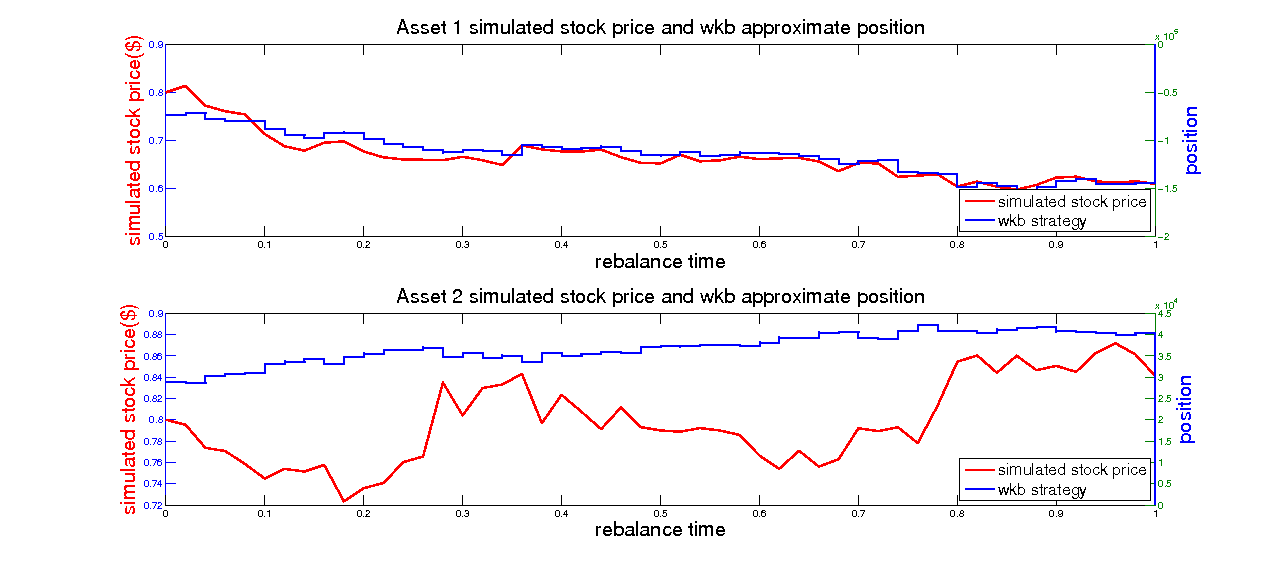 Asset 1 simulated stock price and wkb approximate position
x 10^5
0.9
0.8
0.7
0.6
0.5
simulated stock price($)
0
−0.5
−1
−1.5
−2
position
simulated stock price
wkb strategy
0 0.1 0.2 0.3 0.4 0.5 0.6 0.7 0.8 0.9 1
rebalance time
Asset 2 simulated stock price and wkb approximate position
x 10^4
0.9
0.88
0.86
0.84
0.82
0.8
0.78
0.76
0.74
0.72
simulated stock price($)
4.5
4
3.5
3
2.5
2
1.5
1
0.5
0
position
simulated stock price
wkb strategy
0 0.1 0.2 0.3 0.4 0.5 0.6 0.7 0.8 0.9 1
rebalance time